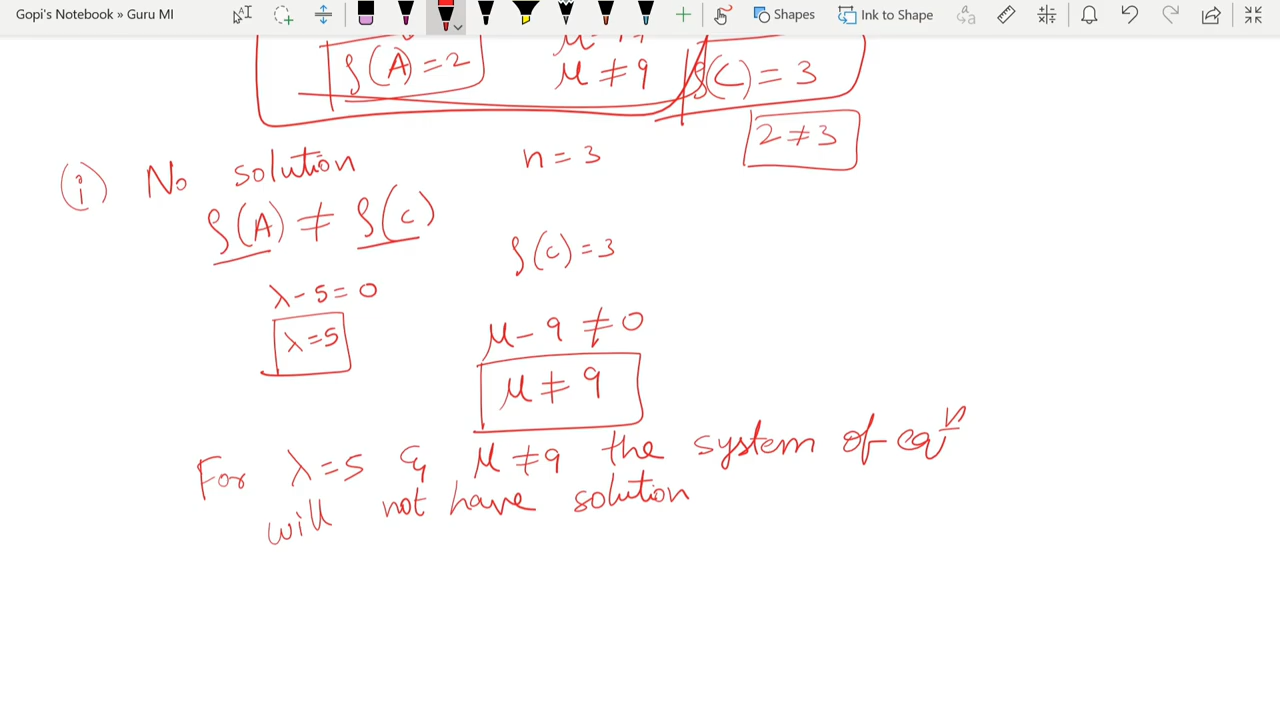 Gopi's Notebook » Guru MI
Shapes
Ink to Shape
ρ(A) = 2
μ ≠ 9
ρ(C) = 3
2 ≠ 3
(i) No solution
n = 3
ρ(A) ≠ ρ(C)
ρ(C) = 3
λ - 5 = 0
λ = 5
μ - 9 ≠ 0
μ ≠ 9
For λ = 5 & μ ≠ 9 the system of eqⁿ
will not have solution